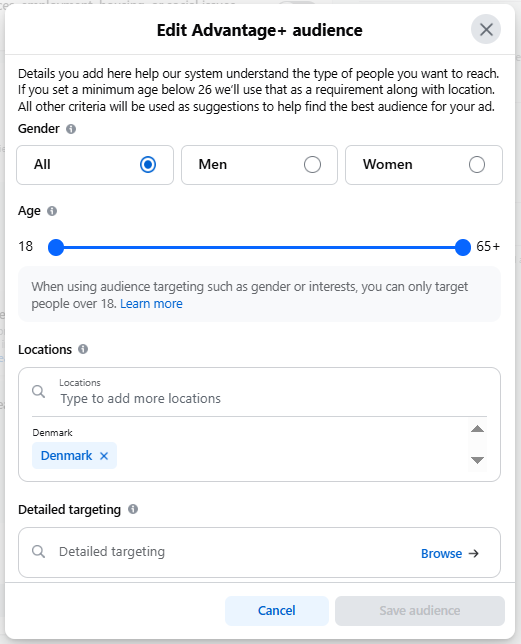 Edit Advantage+ audience
Details you add here help our system understand the type of people you want to reach.
If you set a minimum age below 26 we’ll use that as a requirement along with location.
All other criteria will be used as suggestions to help find the best audience for your ad.
Gender
All
Men
Women
Age
18
65+
When using audience targeting such as gender or interests, you can only target
people over 18. Learn more
Locations
Locations
Type to add more locations
Denmark
Denmark
Detailed targeting
Detailed targeting
Browse
Cancel
Save audience